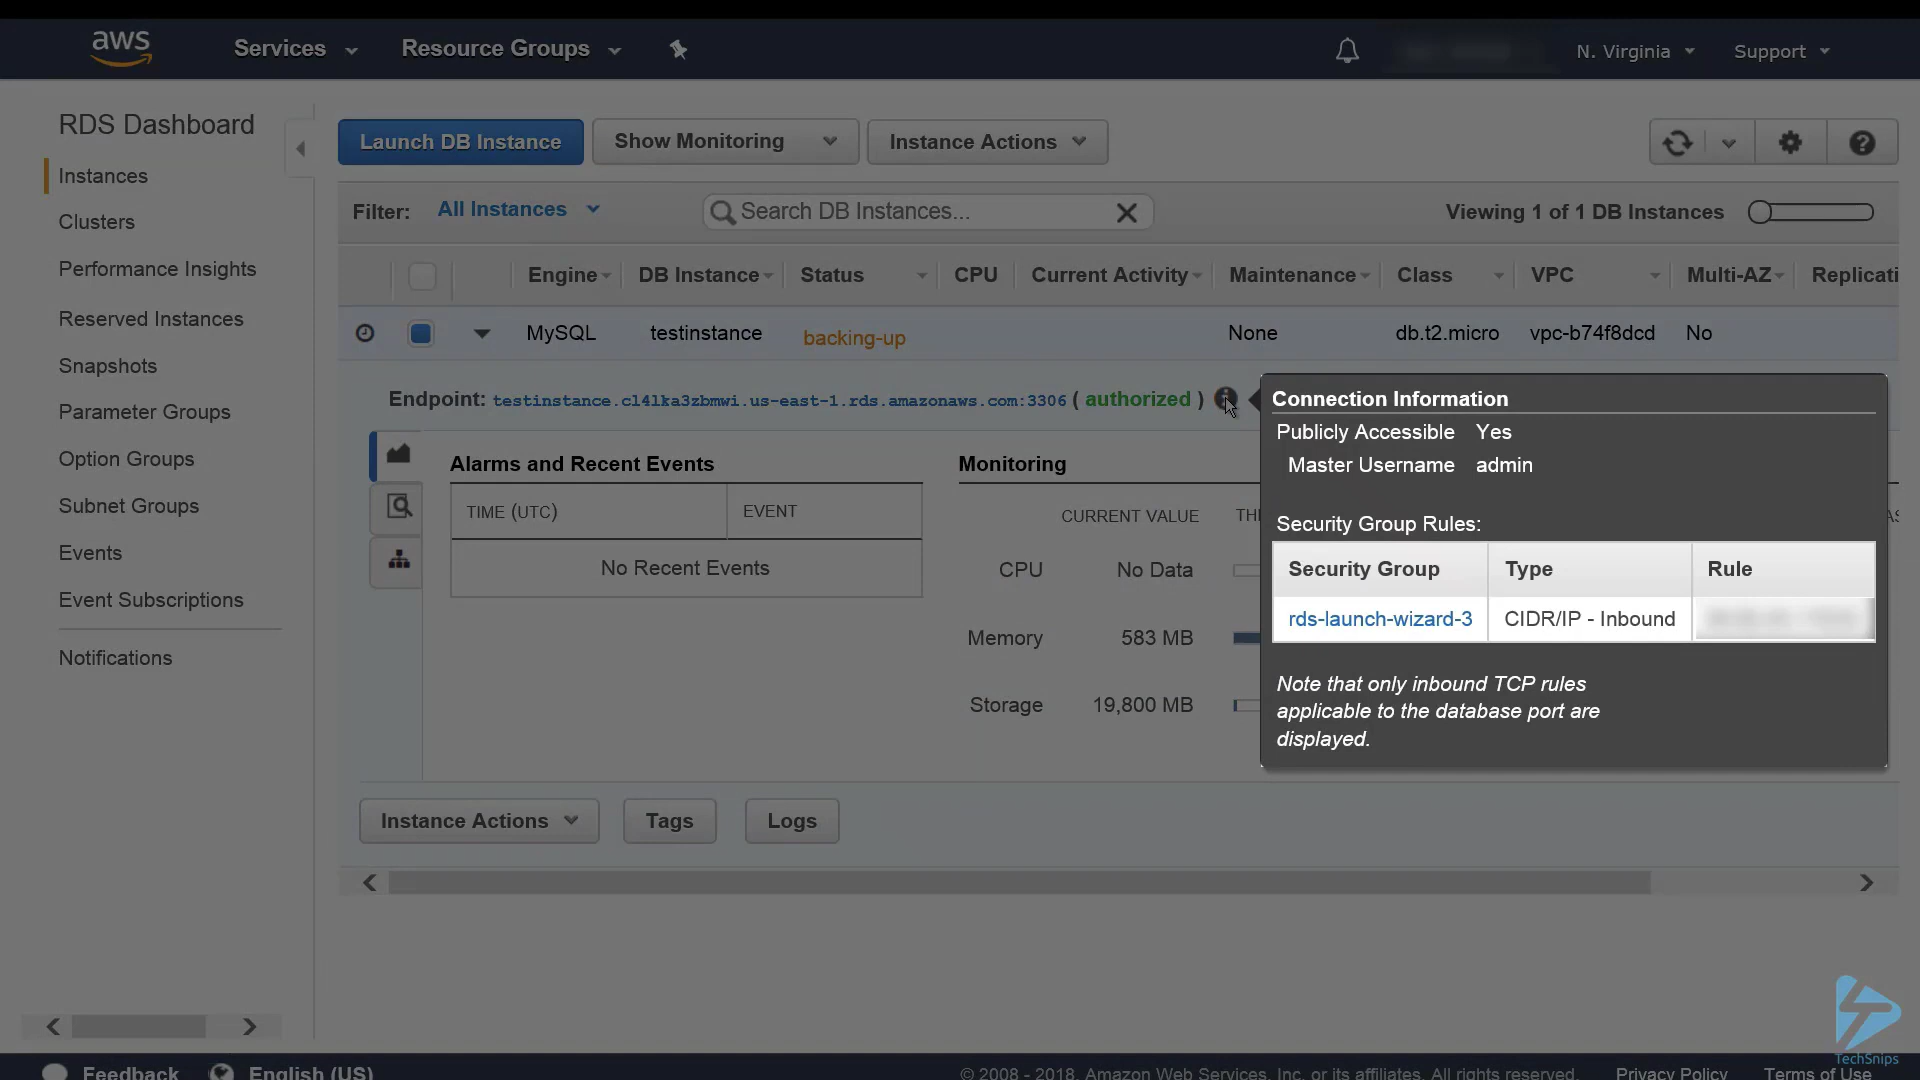 aws Services Resource Groups N. Virginia Support
RDS Dashboard
Instances
Clusters
Performance Insights
Reserved Instances
Snapshots
Parameter Groups
Option Groups
Subnet Groups
Events
Event Subscriptions
Notifications
Launch DB Instance Show Monitoring Instance Actions
Filter: All Instances Search DB Instances... Viewing 1 of 1 DB Instances
Engine DB Instance Status CPU Current Activity Maintenance Class VPC Multi-AZ Replicati
MySQL testinstance backing-up None db.t2.micro vpc-b74f8dcd No
Endpoint: testinstance.cl4lka3zbmwi.us-east-1.rds.amazonaws.com:3306 ( authorized )
Alarms and Recent Events
TIME (UTC) EVENT
No Recent Events
Monitoring
CURRENT VALUE TH
CPU No Data
Memory 583 MB
Storage 19,800 MB
Connection Information
Publicly Accessible Yes
Master Username admin
Security Group Rules:
Security Group Type Rule
rds-launch-wizard-3 CIDR/IP - Inbound
Note that only inbound TCP rules
applicable to the database port are
displayed.
Instance Actions Tags Logs
TechSnips
Feedback English (US) © 2008 - 2018, Amazon Web Services, Inc. or its affiliates. All rights reserved. Privacy Policy Terms of Use